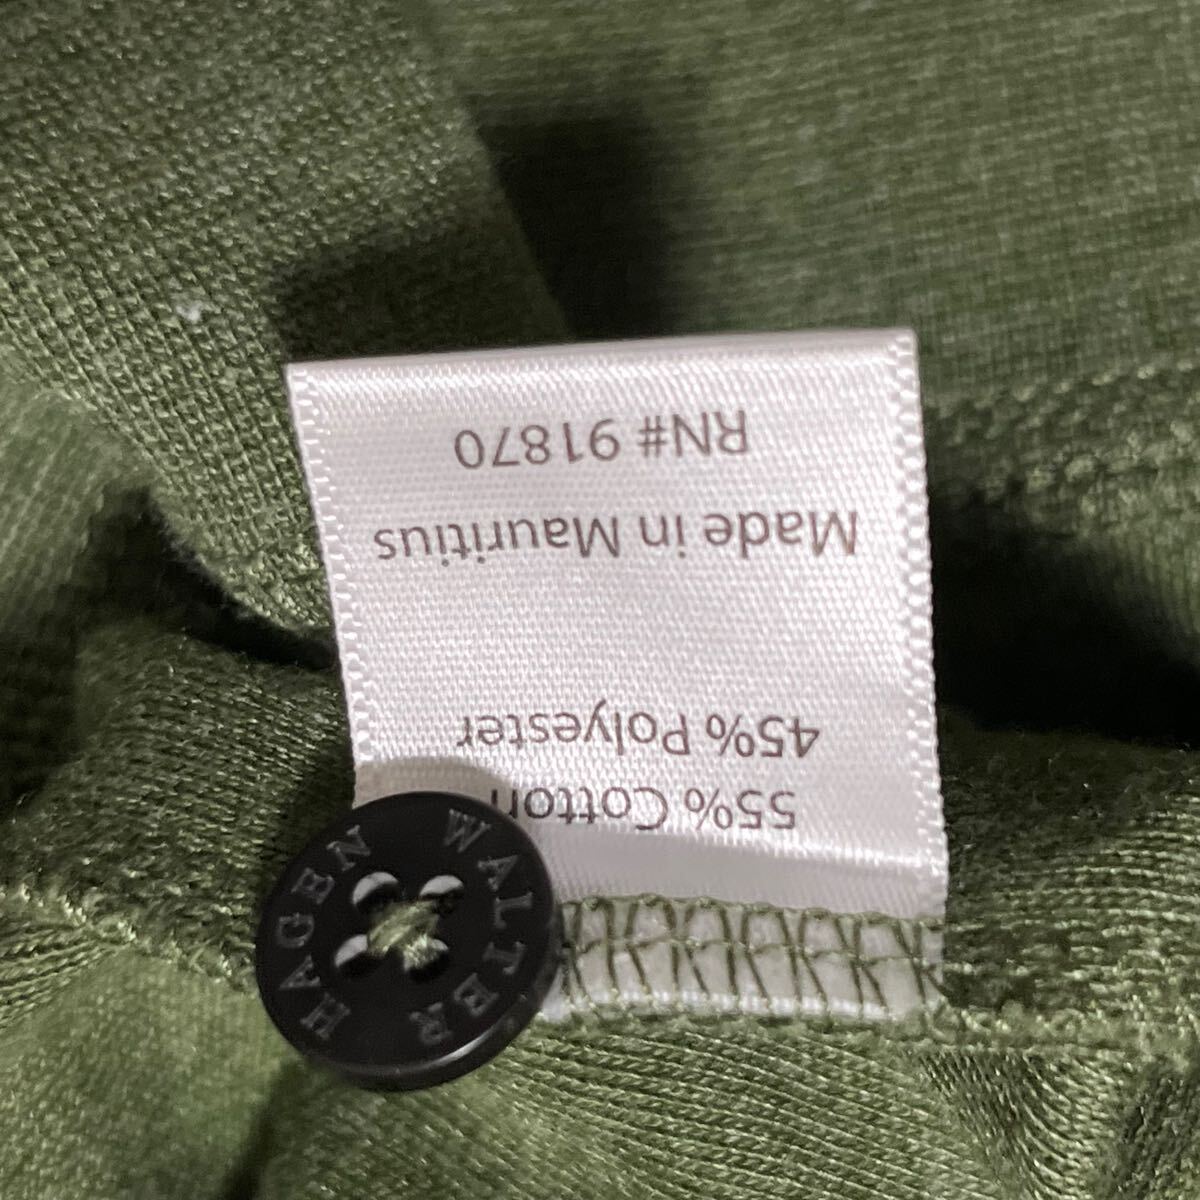 55% Cotton
45% Polyester
Made in Mauritius
RN# 91870
WALTER HAGEN